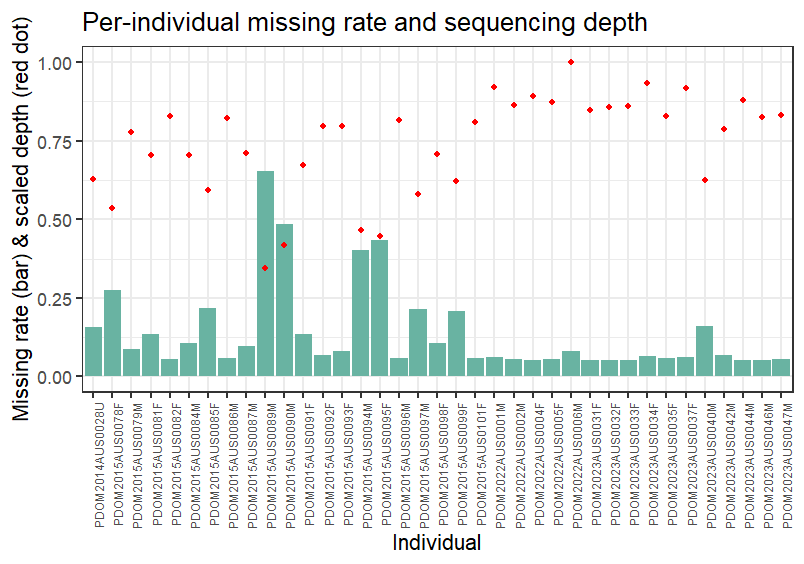 Per-individual missing rate and sequencing depth
Missing rate (bar) & scaled depth (red dot)
1.00
0.75
0.50
0.25
0.00
PDOM2014AUS0028U
PDOM2015AUS0078F
PDOM2015AUS0079M
PDOM2015AUS0081F
PDOM2015AUS0082F
PDOM2015AUS0084M
PDOM2015AUS0085F
PDOM2015AUS0086M
PDOM2015AUS0087M
PDOM2015AUS0089M
PDOM2015AUS0090M
PDOM2015AUS0091F
PDOM2015AUS0092F
PDOM2015AUS0093F
PDOM2015AUS0094M
PDOM2015AUS0095F
PDOM2015AUS0096M
PDOM2015AUS0097M
PDOM2015AUS0098F
PDOM2015AUS0099F
PDOM2015AUS0101F
PDOM2022AUS0001M
PDOM2022AUS0002M
PDOM2022AUS0004F
PDOM2022AUS0005F
PDOM2022AUS0006M
PDOM2023AUS0031F
PDOM2023AUS0032F
PDOM2023AUS0033F
PDOM2023AUS0034F
PDOM2023AUS0035F
PDOM2023AUS0037F
PDOM2023AUS0040M
PDOM2023AUS0042M
PDOM2023AUS0044M
PDOM2023AUS0046M
PDOM2023AUS0047M
Individual